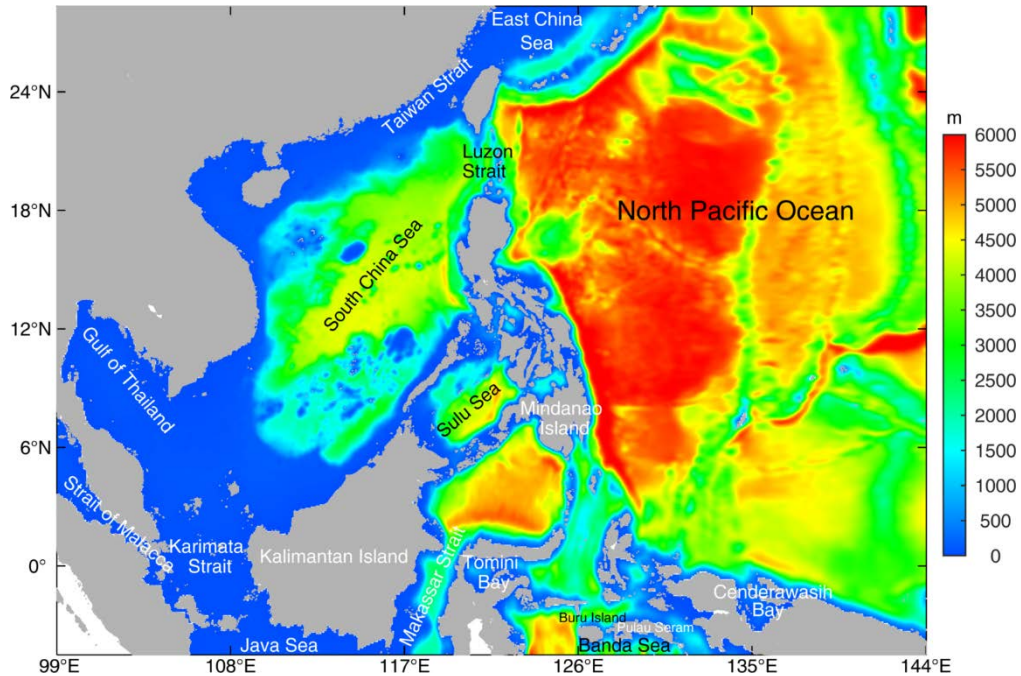 East China
Sea
24°N
Taiwan Strait
m
Luzon
Strait
6000
5500
5000
4500
4000
3500
3000
2500
2000
1500
1000
500
0
18°N
North Pacific Ocean
South China Sea
12°N
Gulf of Thailand
Sulu Sea
Mindanao
Island
6°N
Strait of Matacca
Karimata
Strait
Kalimantan Island
Makassar Strait
Tomini
Bay
0°
Cenderawasih
Bay
Buru Island
Pulau Seram
Java Sea
Banda Sea
99°E
108°E
117°E
126°E
135°E
144°E